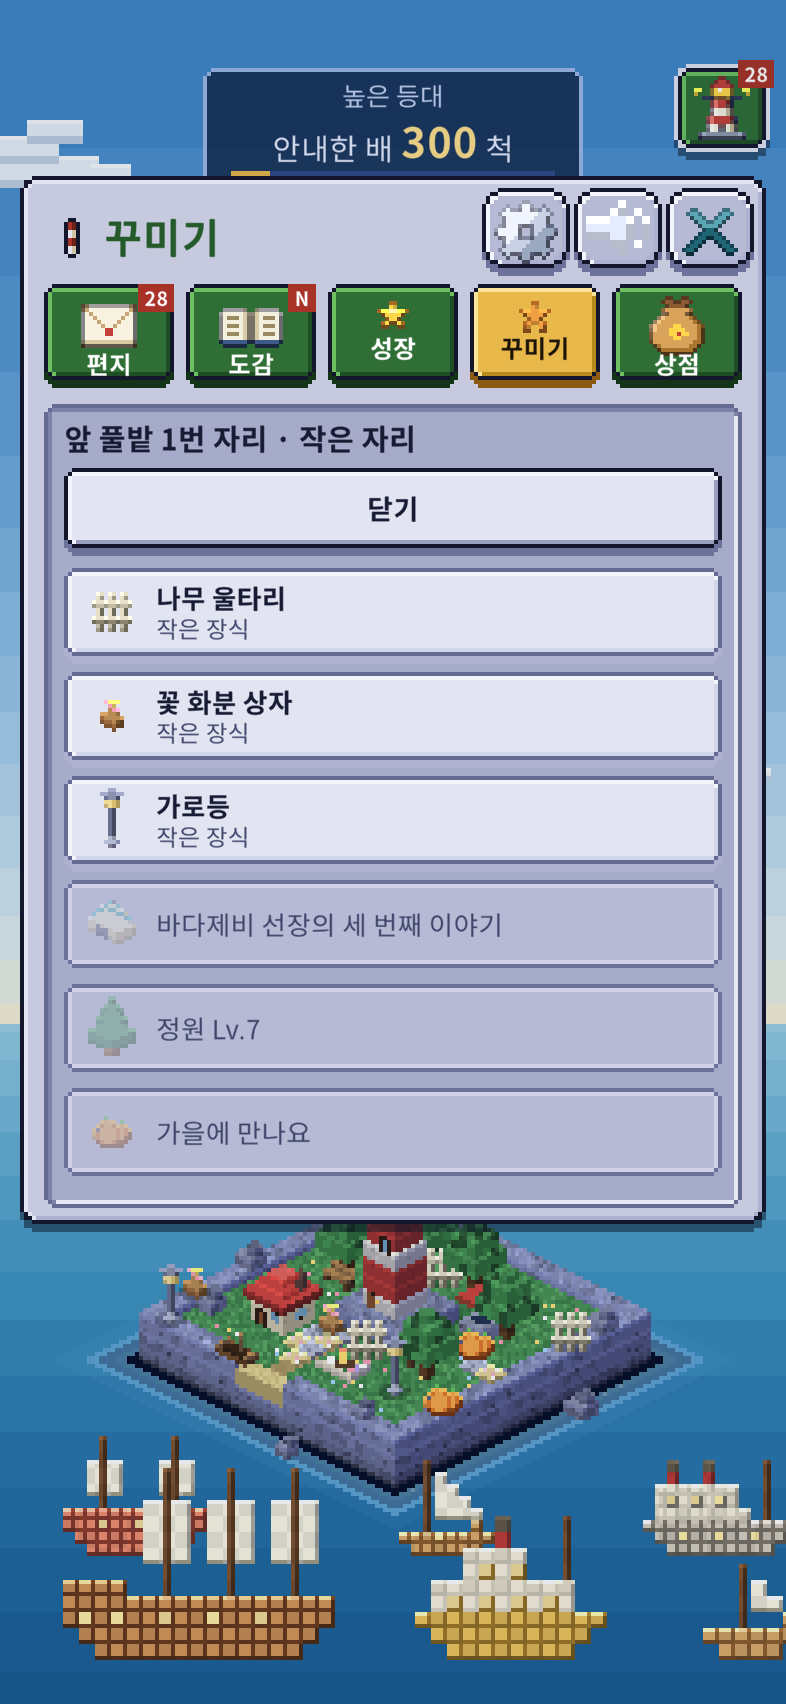 높은 등대
28
안내한 배 300 척
꾸미기
28
편지
N
도감
성장
꾸미기
상점
앞 풀밭 1번 자리 · 작은 자리
닫기
나무 울타리
작은 장식
꽃 화분 상자
작은 장식
가로등
작은 장식
바다제비 선장의 세 번째 이야기
정원 Lv.7
가을에 만나요